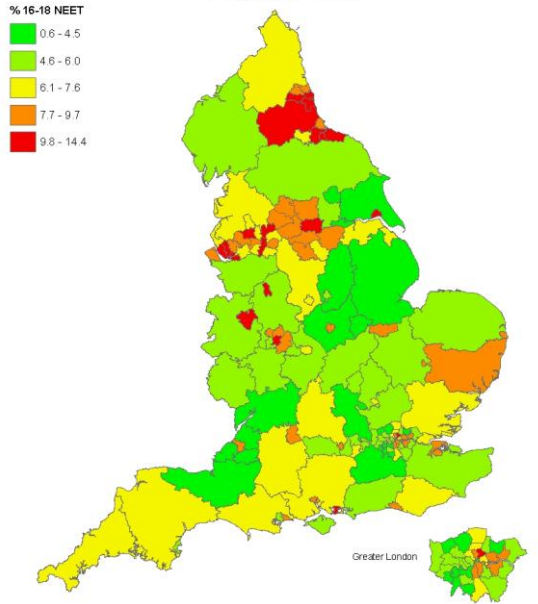 % 16-18 NEET
0.6 - 4.5
4.6 - 6.0
6.1 - 7.6
7.7 - 9.7
9.8 - 14.4
Greater London